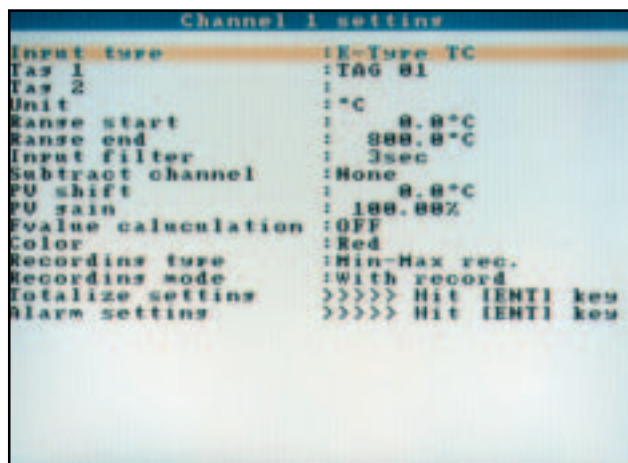 Channel 1 setting
Input type :K-Type TC
Tag 1 :TAG 01
Tag 2 :
Unit :°C
Range start : 0.0°C
Range end : 800.0°C
Input filter : 3sec
Subtract channel :None
PV shift : 0.0°C
PV gain : 100.00%
Fvalue caluculation :OFF
Color :Red
Recording type :Min-Max rec.
Recording mode :With record
Totalize setting >>>>> Hit [ENT] key
Alarm setting >>>>> Hit [ENT] key